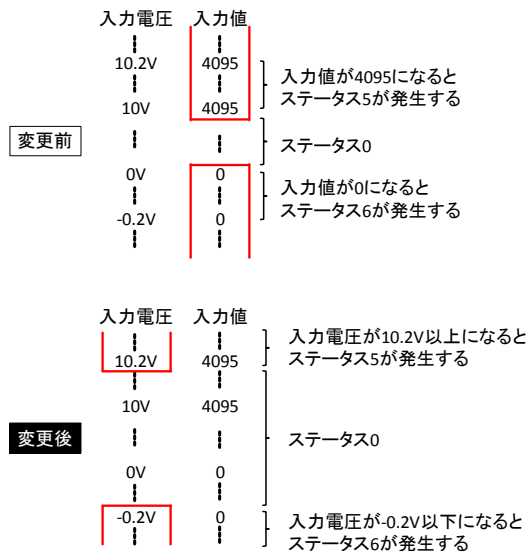 入力電圧 入力値
10.2V 4095
入力値が4095になると
ステータス5が発生する
10V 4095
変更前
ステータス0
0V 0
入力値が0になると
ステータス6が発生する
-0.2V 0
入力電圧 入力値
入力電圧が10.2V以上になると
ステータス5が発生する
10.2V 4095
10V 4095
変更後
ステータス0
0V 0
-0.2V 0
入力電圧が-0.2V以下になると
ステータス6が発生する